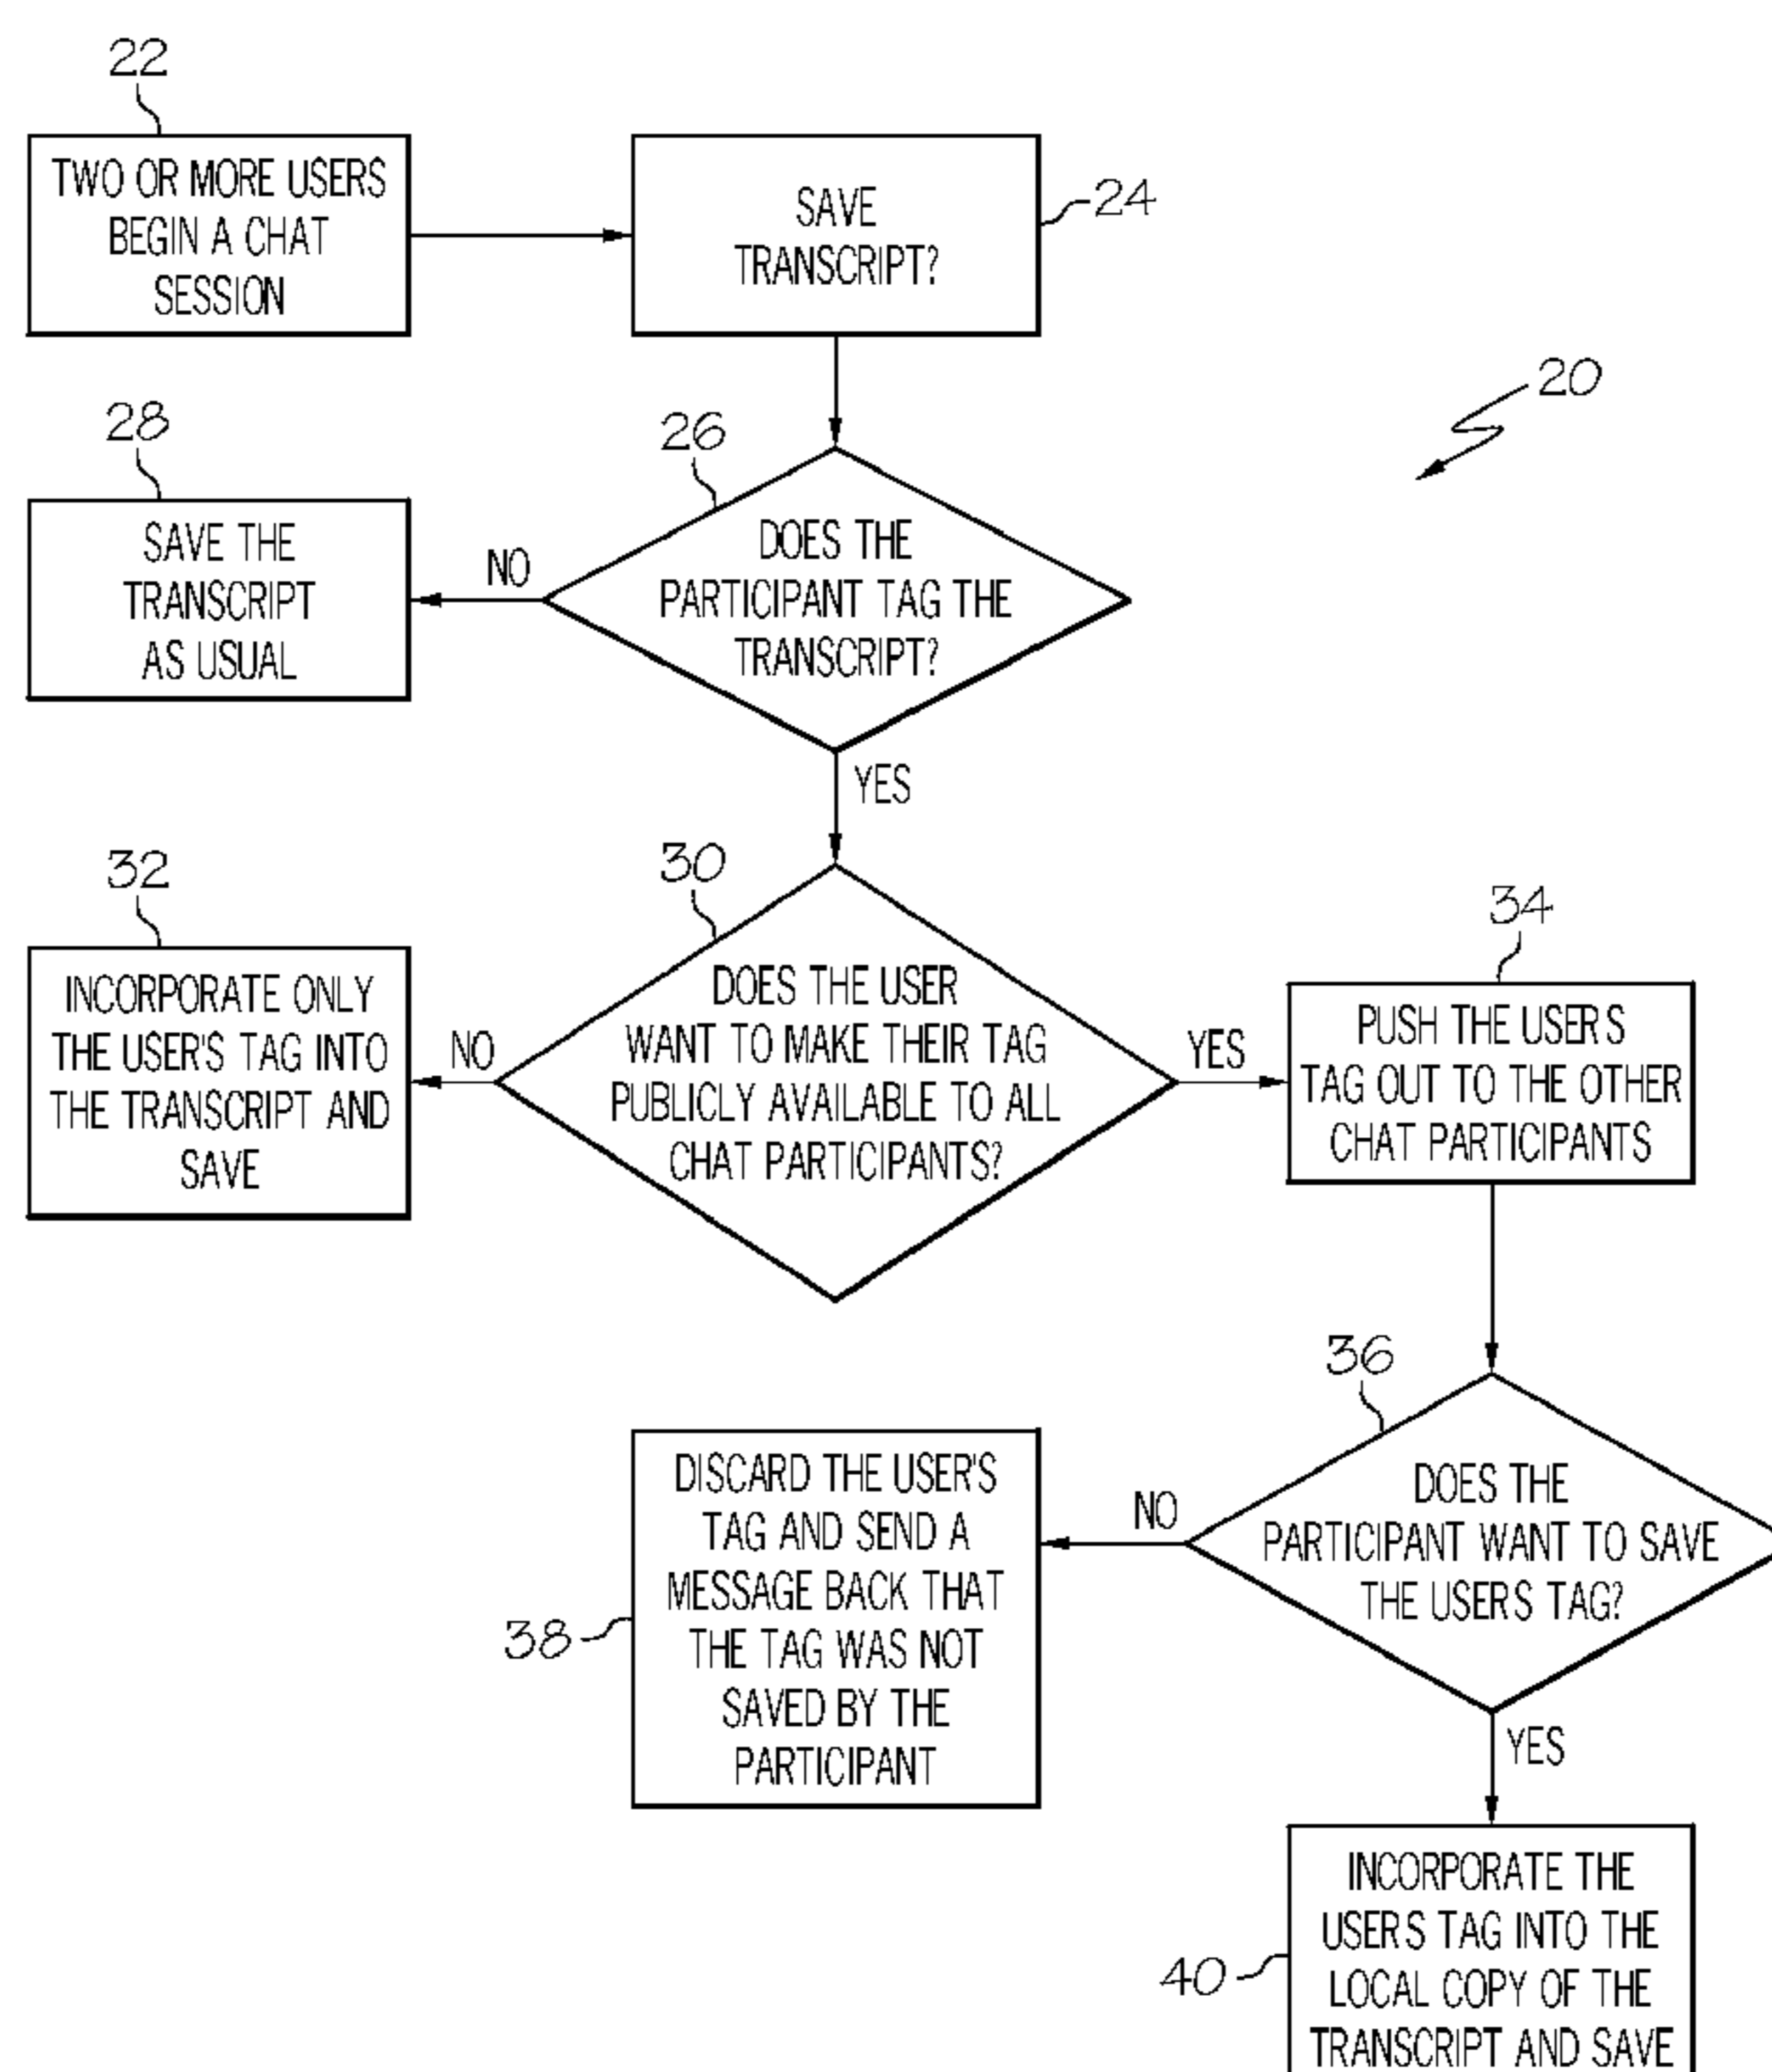 22
TWO OR MORE USERS
BEGIN A CHAT
SESSION
SAVE
TRANSCRIPT?
24
20
28
SAVE THE
TRANSCRIPT
AS USUAL
NO
26
DOES THE
PARTICIPANT TAG THE
TRANSCRIPT?
YES
32
INCORPORATE ONLY
THE USER'S TAG INTO
THE TRANSCRIPT AND
SAVE
NO
30
DOES THE USER
WANT TO MAKE THEIR TAG
PUBLICLY AVAILABLE TO ALL
CHAT PARTICIPANTS?
YES
34
PUSH THE USERS
TAG OUT TO THE OTHER
CHAT PARTICIPANTS
36
DOES THE
PARTICIPANT WANT TO SAVE
THE USERS TAG?
NO
38
DISCARD THE USER'S
TAG AND SEND A
MESSAGE BACK THAT
THE TAG WAS NOT
SAVED BY THE
PARTICIPANT
YES
40
INCORPORATE THE
USERS TAG INTO THE
LOCAL COPY OF THE
TRANSCRIPT AND SAVE